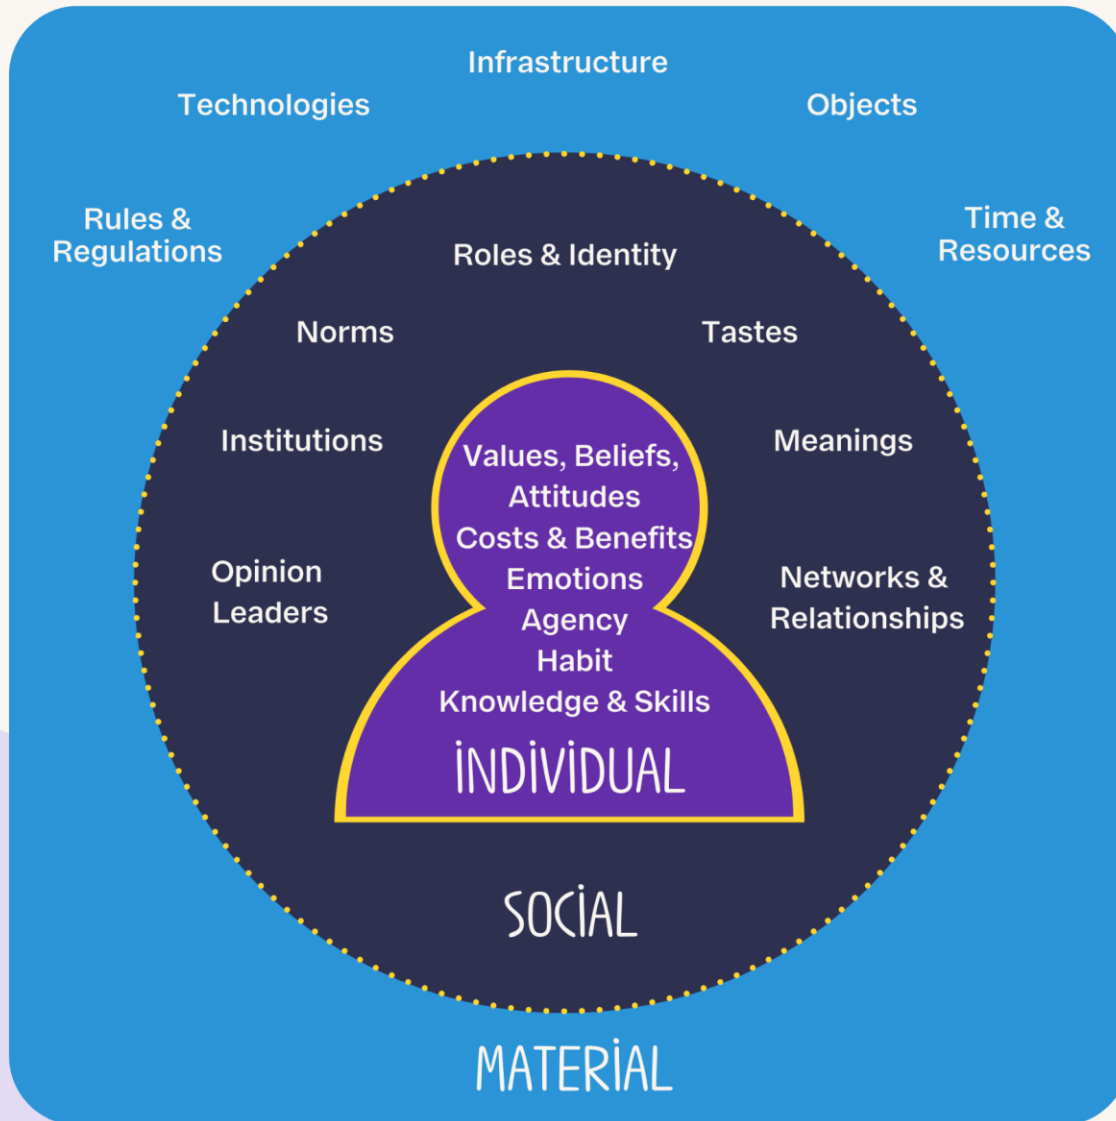 Infrastructure
Technologies
Objects
Rules &
Regulations
Time &
Resources
Roles & Identity
Norms
Tastes
Institutions
Meanings
Opinion
Leaders
Networks &
Relationships
Values, Beliefs,
Attitudes
Costs & Benefits
Emotions
Agency
Habit
Knowledge & Skills
INDIVIDUAL
SOCIAL
MATERIAL